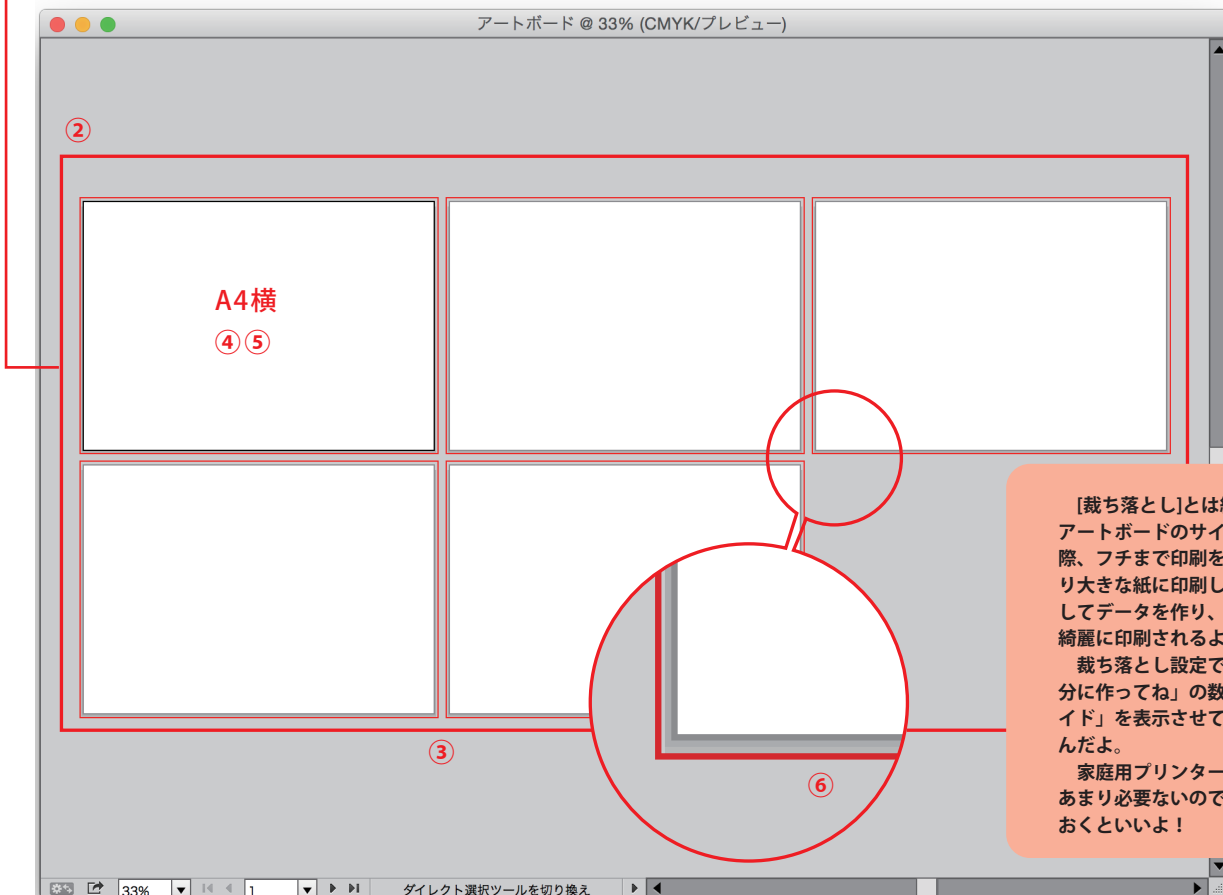 アートボード @ 33% (CMYK/プレビュー)
②
A4横
④⑤
③
⑥
[裁ち落とし]とは
アートボードのサイ
際、フチまで印刷を
り大きな紙に印刷し
してデータを作り、
綺麗に印刷されるよ
裁ち落とし設定で
分に作ってね」の数
イド」を表示させて
んだよ。
家庭用プリンター
あまり必要ないので
おくといいよ！
33%
1
ダイレクト選択ツールを切り換え